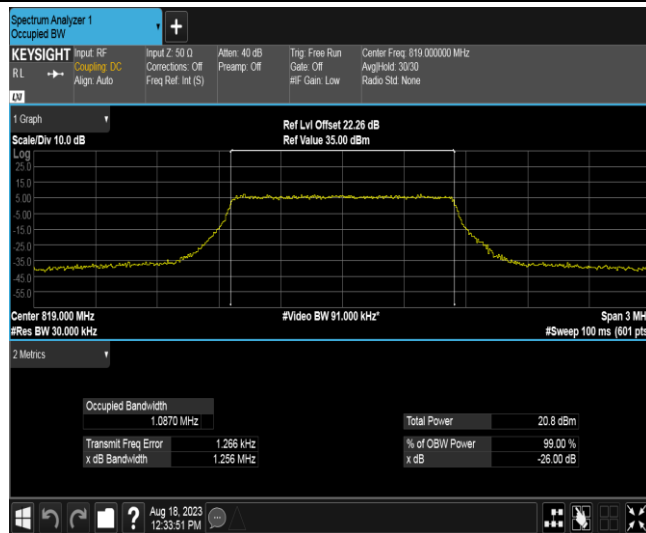 Spectrum Analyzer 1
Occupied BW
+
KEYSIGHT
RL
Input: RF
Coupling: DC
Align: Auto
Input Z: 50 Ω
Corrections: Off
Freq Ref: Int (S)
Atten: 40 dB
Preamp: Off
Trig: Free Run
Gate: Off
#IF Gain: Low
Center Freq: 819.000000 MHz
Avg|Hold: 30/30
Radio Std: None
1 Graph
Scale/Div 10.0 dB
Ref Lvl Offset 22.26 dB
Ref Value 35.00 dBm
Log
25.0
15.0
5.00
-5.00
-15.0
-25.0
-35.0
-45.0
-55.0
Center 819.000 MHz
#Res BW 30.000 kHz
#Video BW 91.000 kHz*
Span 3 MH
#Sweep 100 ms (601 pts
2 Metrics
Occupied Bandwidth
1.0870 MHz
Transmit Freq Error 1.266 kHz
x dB Bandwidth 1.256 MHz
Total Power 20.8 dBm
% of OBW Power 99.00 %
x dB -26.00 dB
?
Aug 18, 2023
12:33:51 PM